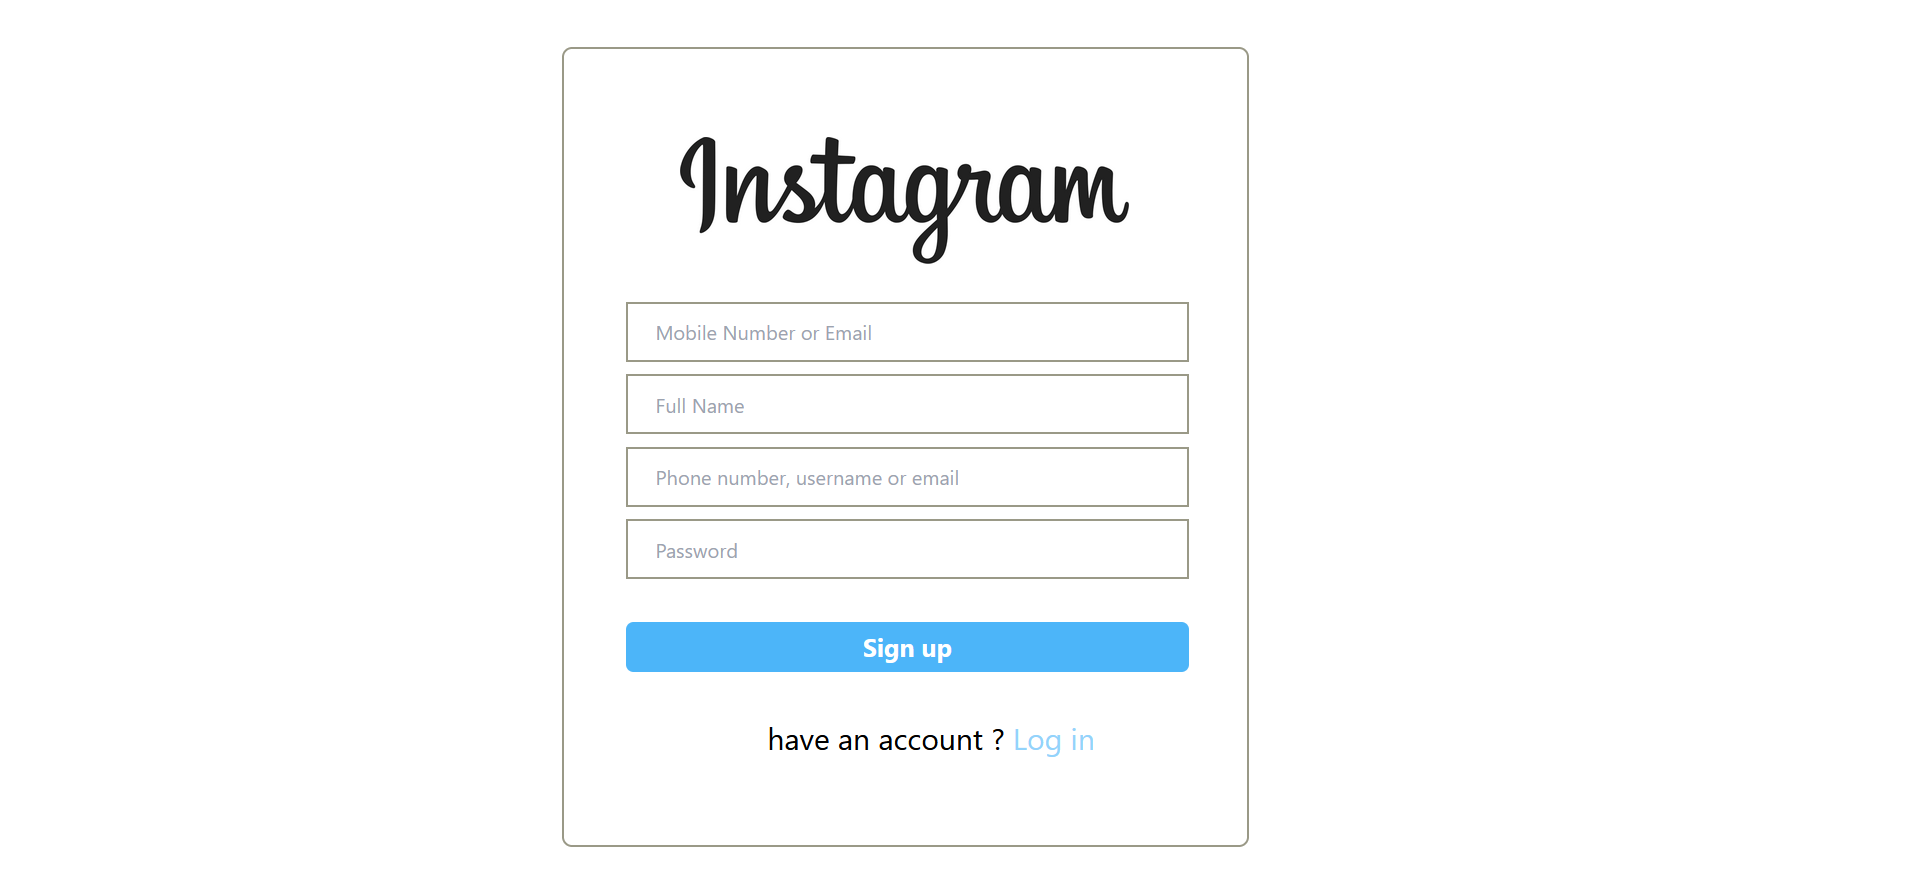 Instagram
Mobile Number or Email
Full Name
Phone number, username or email
Password
Sign up
have an account ? Log in